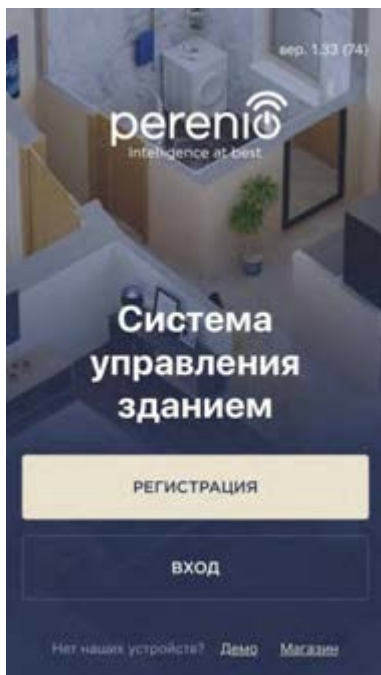 вер. 1.33 (74)
perenio
Intelligence at best
Система
управления
зданием
РЕГИСТРАЦИЯ
ВХОД
Нет наших устройств? Демо Магазин